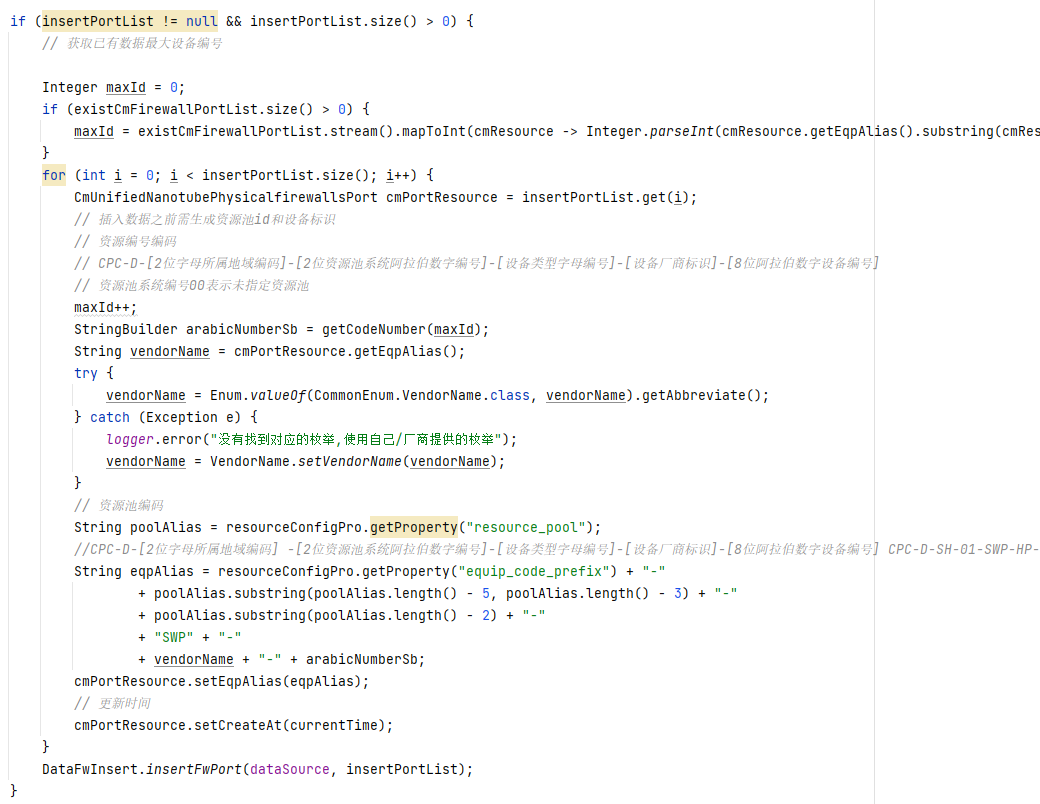 if (insertPortList != null && insertPortList.size() > 0) {
// 获取已有数据最大设备编号
Integer maxId = 0;
if (existCmFirewallPortList.size() > 0) {
maxId = existCmFirewallPortList.stream().mapToInt(cmResource -> Integer.parseInt(cmResource.getEqpAlias().substring(cmRes
}
for (int i = 0; i < insertPortList.size(); i++) {
CmUnifiedNanotubePhysicalfirewallsPort cmPortResource = insertPortList.get(i);
// 插入数据之前需生成资源池id和设备标识
// 资源编号编码
// CPC-D-[2位字母所属地域编码]-[2位资源池系统阿拉伯数字编号]-[设备类型字母编号]-[设备厂商标识]-[8位阿拉伯数字设备编号]
// 资源池系统编号00表示未指定资源池
maxId++;
StringBuilder arabicNumberSb = getCodeNumber(maxId);
String vendorName = cmPortResource.getEqpAlias();
try {
vendorName = Enum.valueOf(CommonEnum.VendorName.class, vendorName).getAbbreviate();
} catch (Exception e) {
logger.error("没有找到对应的枚举,使用自己/厂商提供的枚举");
vendorName = VendorName.setVendorName(vendorName);
}
// 资源池编码
String poolAlias = resourceConfigPro.getProperty("resource_pool");
//CPC-D-[2位字母所属地域编码] -[2位资源池系统阿拉伯数字编号]-[设备类型字母编号]-[设备厂商标识]-[8位阿拉伯数字设备编号] CPC-D-SH-01-SWP-HP-
String eqpAlias = resourceConfigPro.getProperty("equip_code_prefix") + "-"
+ poolAlias.substring(poolAlias.length() - 5, poolAlias.length() - 3) + "-"
+ poolAlias.substring(poolAlias.length() - 2) + "-"
+ "SWP" + "-"
+ vendorName + "-" + arabicNumberSb;
cmPortResource.setEqpAlias(eqpAlias);
// 更新时间
cmPortResource.setCreateAt(currentTime);
}
DataFwInsert.insertFwPort(dataSource, insertPortList);
}